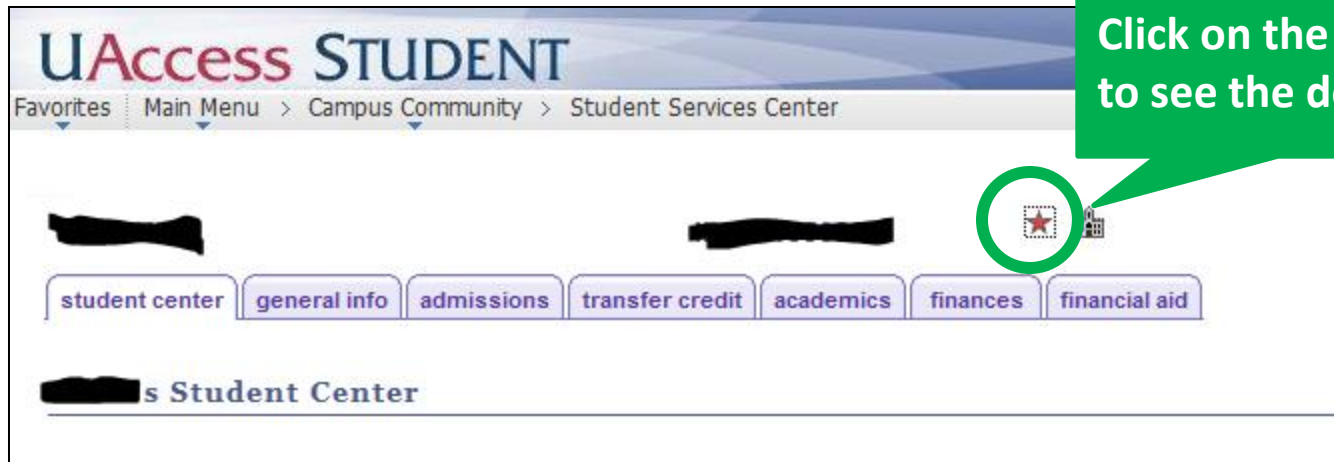 Click on the
to see the
UACCESS STUDENT
Favorites Main Menu > Campus Community > Student Services Center
student center general info admissions transfer credit academics finances financial aid
s Student Center